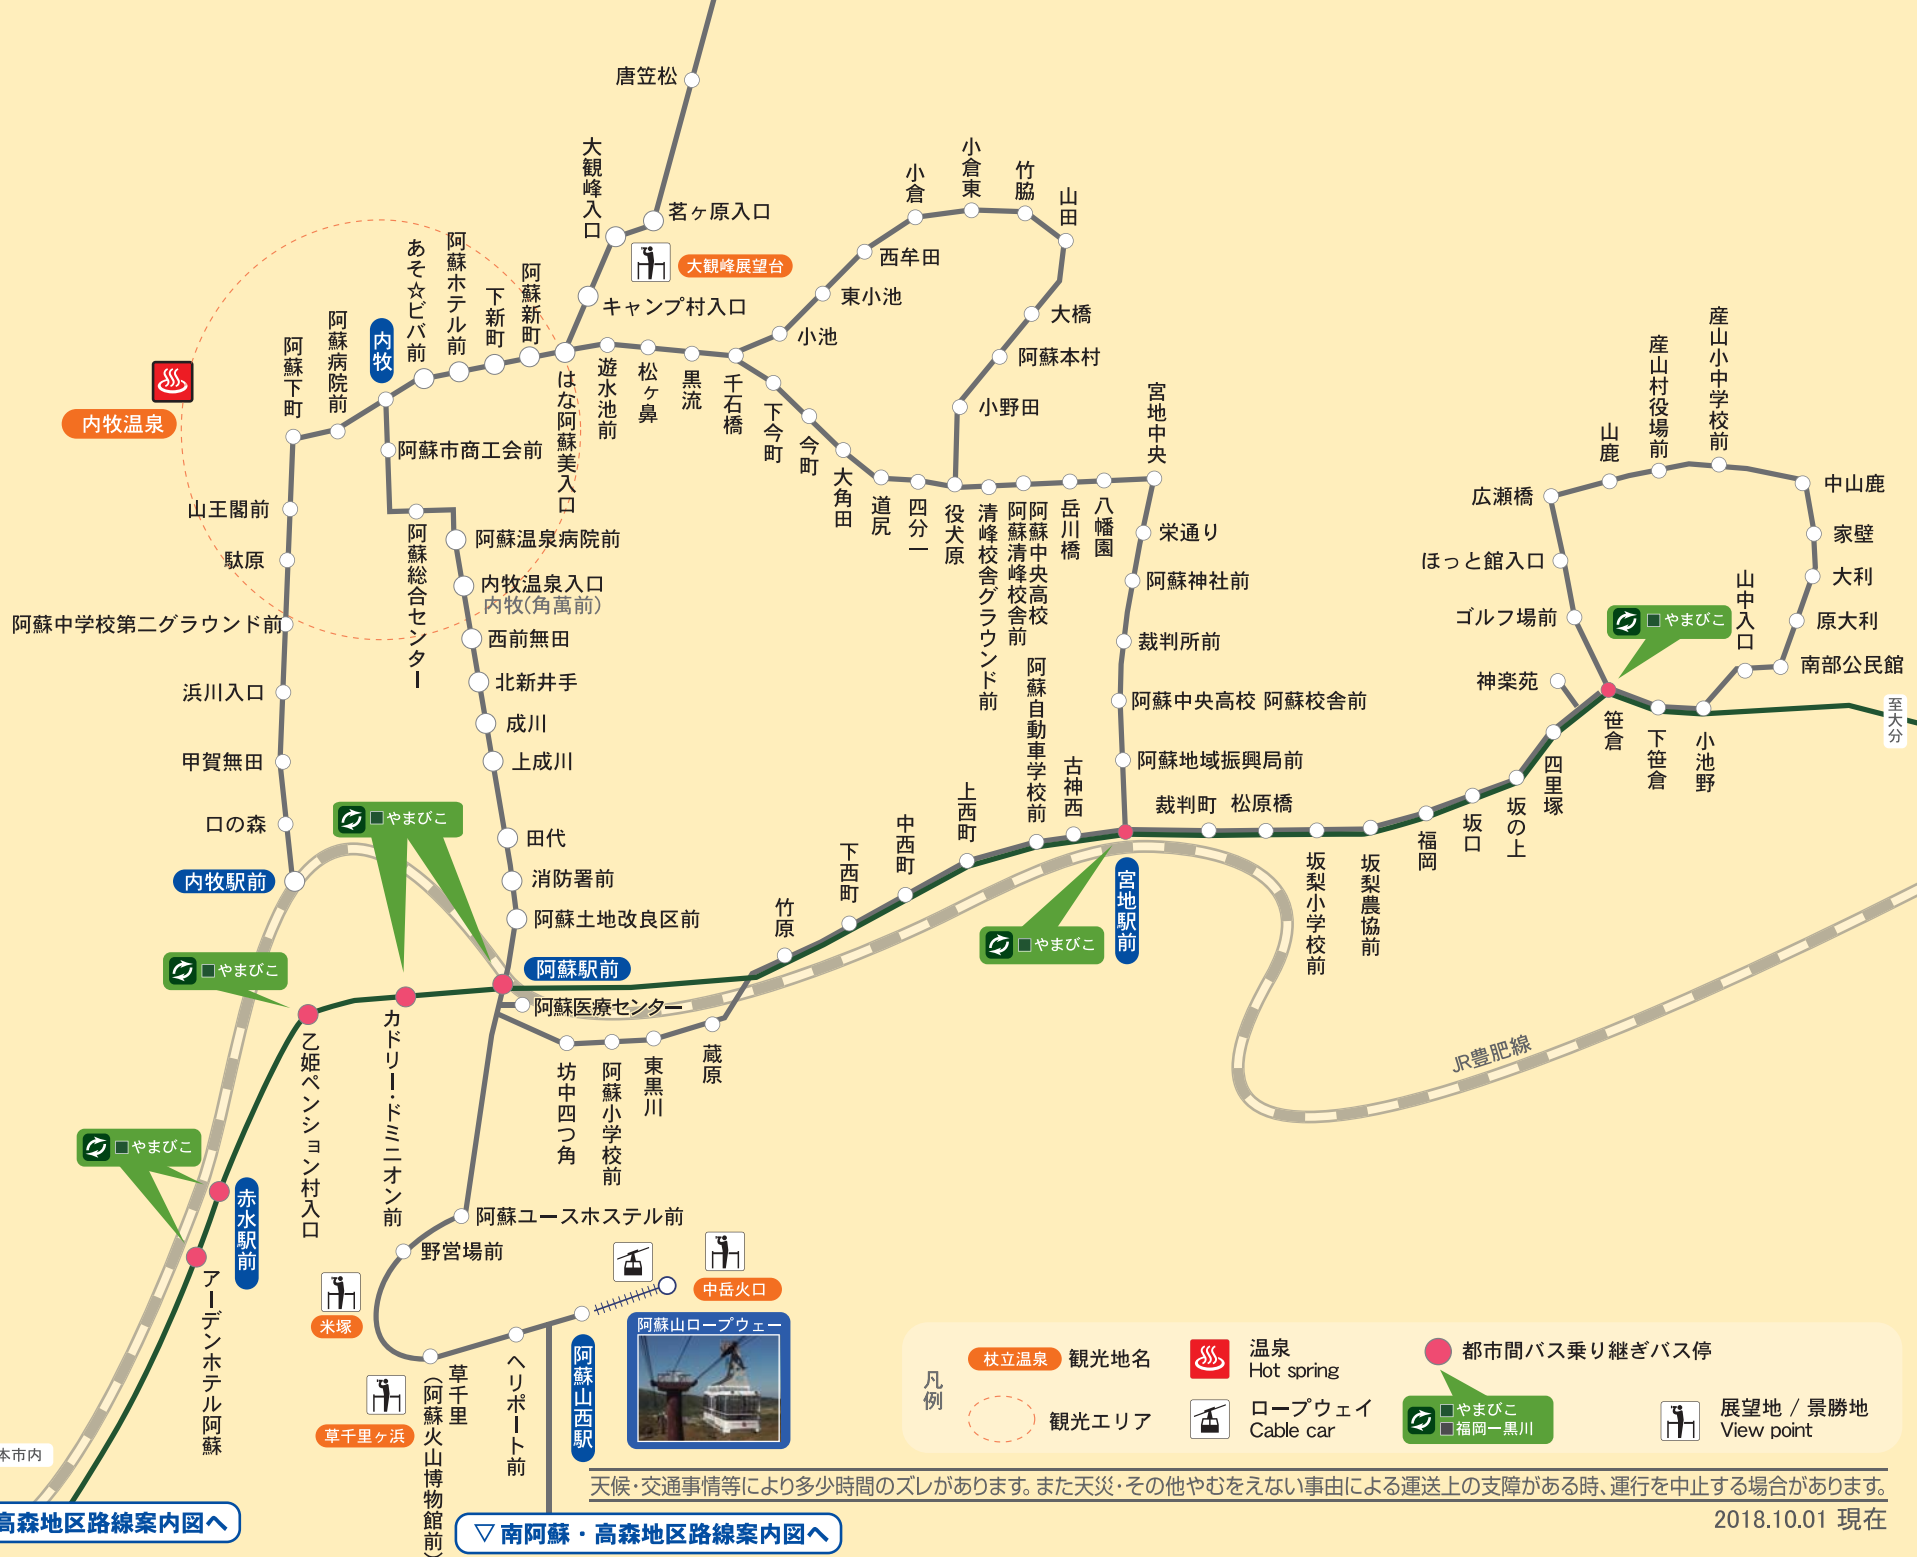 唐笠松
大観峰入口
茗ヶ原入口
大観峰展望台
キャンプ村入口
小倉
小倉東
竹脇
山田
西牟田
東小池
小池
大橋
阿蘇本村
小野田
阿蘇下町
阿蘇病院前
内牧
あそ☆ビバ前
阿蘇ホテル前
下新町
阿蘇新町
はな阿蘇美入口
遊水池前
松ヶ鼻
黒流
千石橋
下今町
今町
大角田
道尻
四分一
役犬原
清峰校舎グラウンド前
阿蘇中央高校
阿蘇清峰校舎前
岳川橋
八幡園
宮地中央
内牧温泉
阿蘇市商工会前
阿蘇総合センター
阿蘇温泉病院前
内牧温泉入口
内牧(角萬前)
西前無田
北新井手
成川
上成川
田代
消防署前
阿蘇土地改良区前
山王閣前
駄原
阿蘇中学校第二グラウンド前
浜川入口
甲賀無田
口の森
内牧駅前
栄通り
阿蘇神社前
裁判所前
阿蘇中央高校 阿蘇校舎前
阿蘇地域振興局前
裁判町
松原橋
広瀬橋
山鹿
産山村役場前
産山小中学校前
中山鹿
家壁
大利
原大利
南部公民館
山中入口
ほっと館入口
ゴルフ場前
神楽苑
やまびこ
笹倉
下笹倉
小池野
至大分
四里塚
坂の上
坂口
福岡
坂梨農協前
坂梨小学校前
宮地駅前
やまびこ
古神西
阿蘇自動車学校前
上西町
中西町
下西町
竹原
やまびこ
阿蘇駅前
阿蘇医療センター
蔵原
東黒川
阿蘇小学校前
坊中四つ角
やまびこ
カドリー・ドミニオン前
乙姫ペンション村入口
やまびこ
赤水駅前
アーデンホテル阿蘇
JR豊肥線
阿蘇ユースホステル前
野営場前
米塚
草千里ヶ浜
草千里
(阿蘇火山博物館前)
ヘリポート前
阿蘇山西駅
中岳火口
阿蘇山ロープウェー
凡例
杖立温泉 観光地名
観光エリア
温泉
Hot spring
ロープウェイ
Cable car
都市間バス乗り継ぎバス停
やまびこ
福岡ー黒川
展望地 / 景勝地
View point
天候・交通事情等により多少時間のズレがあります。また天災・その他やむをえない事由による運送上の支障がある時、運行を中止する場合があります。
2018.10.01 現在
本市内
高森地区路線案内図へ
▽南阿蘇・高森地区路線案内図へ